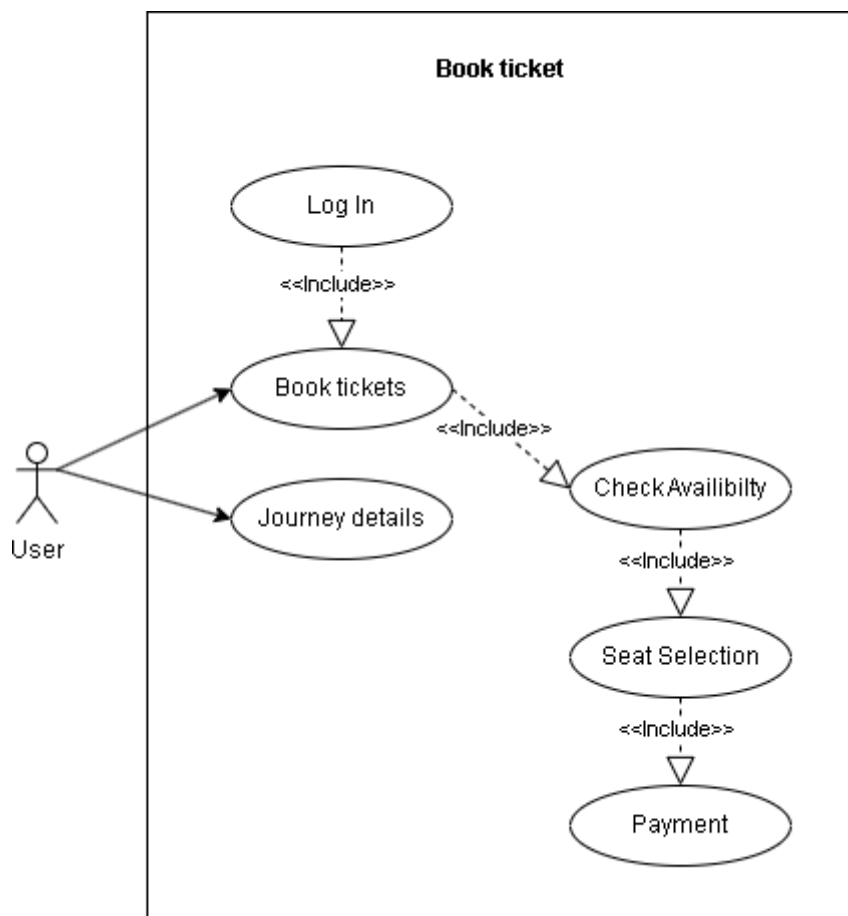 Book ticket
Log In
<<Include>>
Book tickets
<<Include>>
Check Availibilty
Journey details
User
<<Include>>
Seat Selection
<<Include>>
Payment